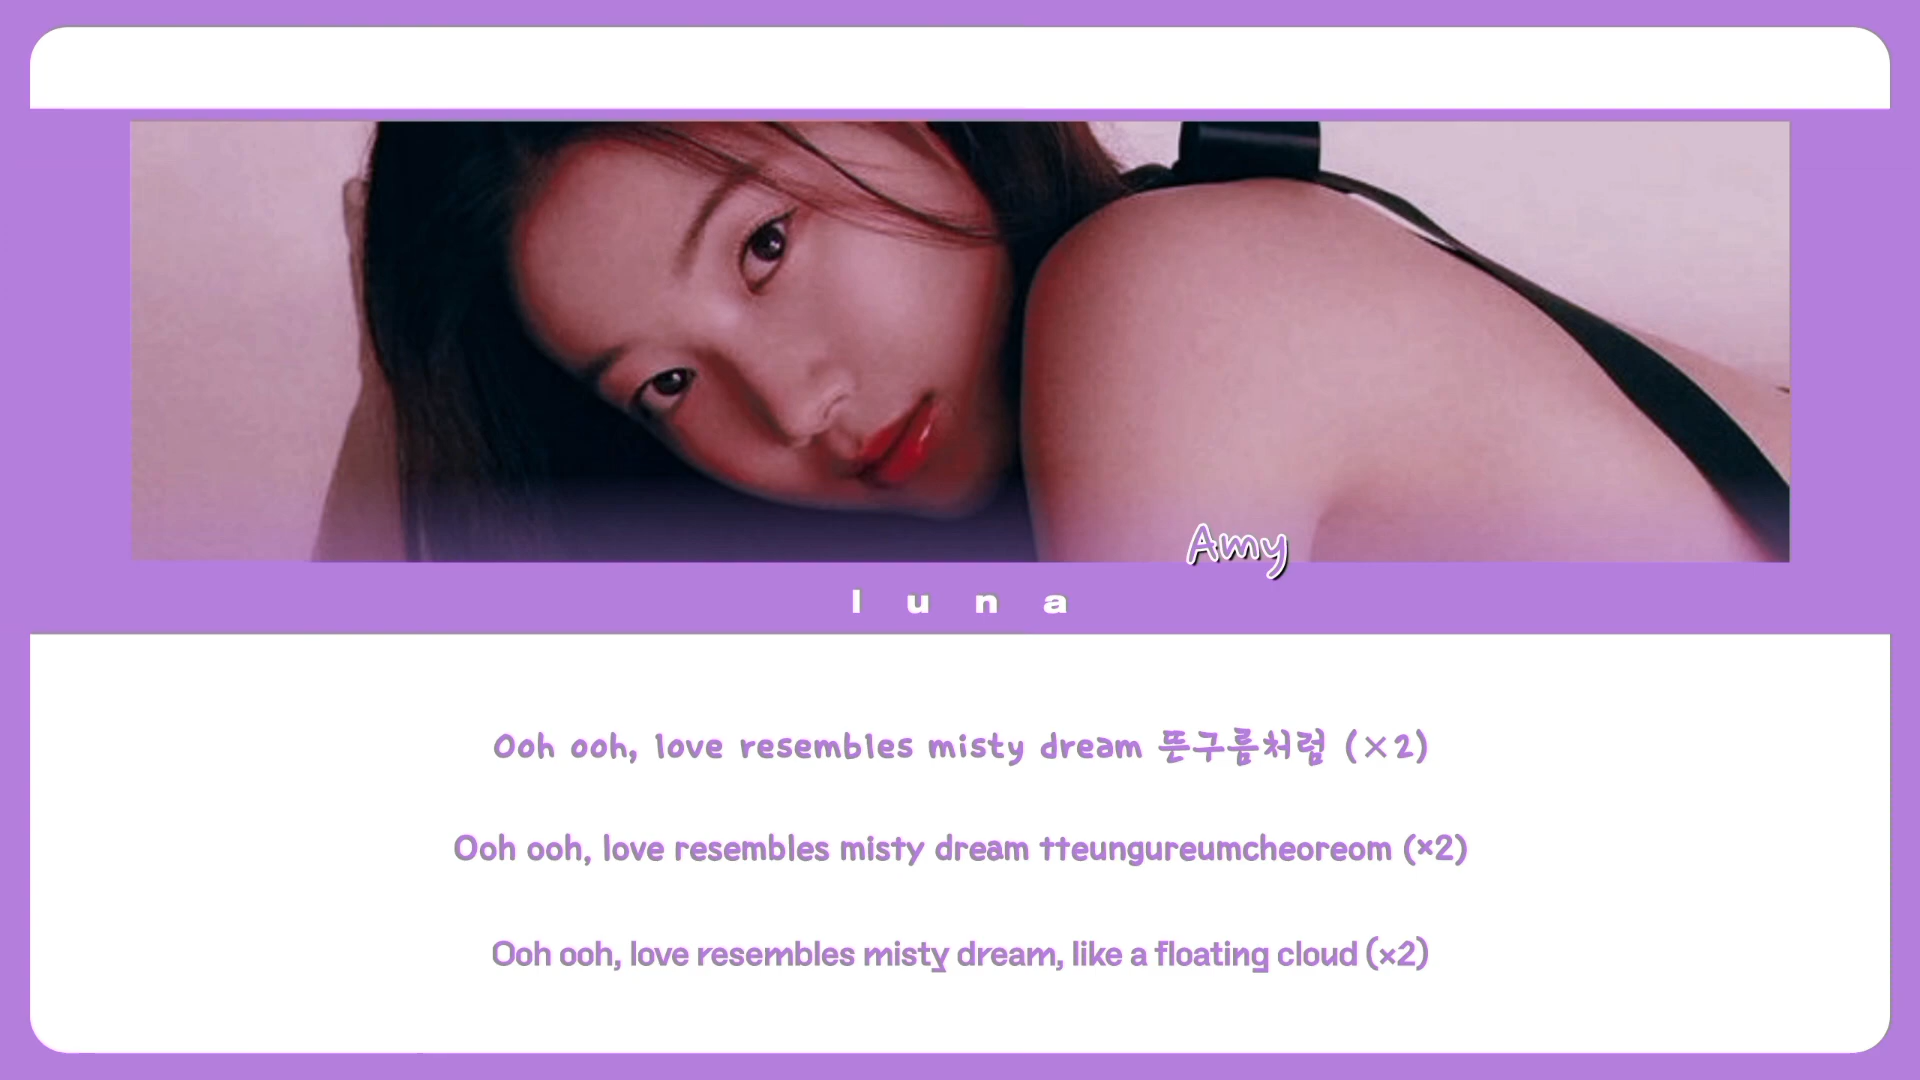 Amy
luna
Ooh ooh, love resembles misty dream 뜬구름처럼 (×2)
Ooh ooh, love resembles misty dream tteungureumcheoreom (×2)
Ooh ooh, love resembles misty dream, like a floating cloud (×2)